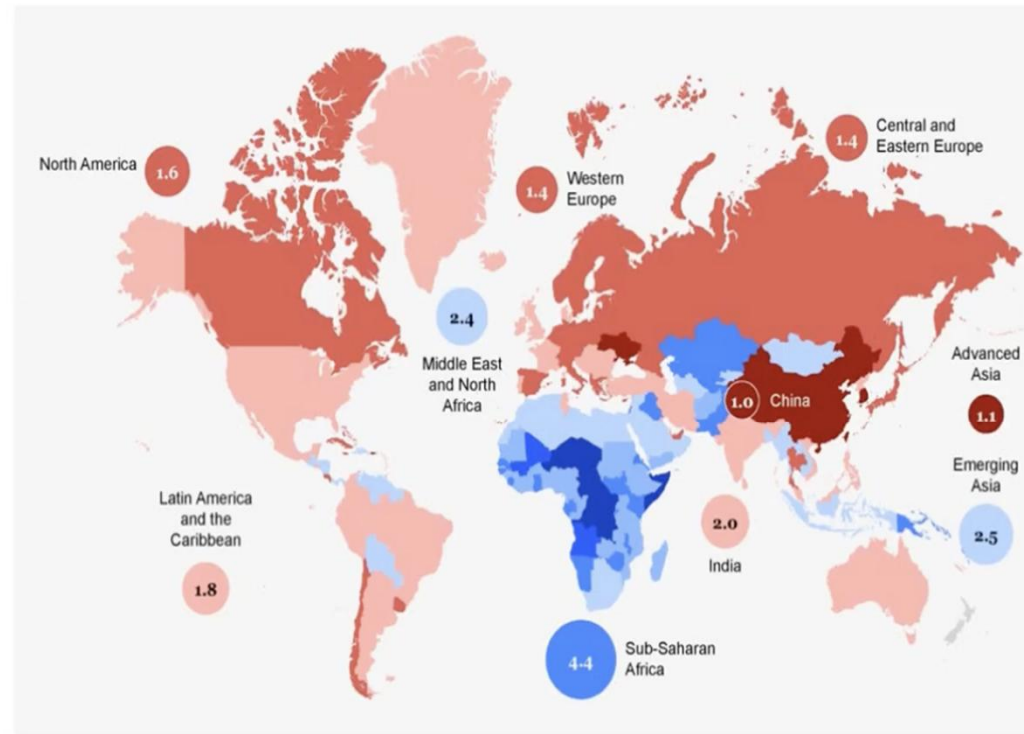 Central and
Eastern Europe
1.4
North America
1.6
Western
Europe
1.4
2.4
Middle East
and North
Africa
Advanced
Asia
1.1
1.0
China
Emerging
Asia
2.5
Latin America
and the
Caribbean
1.8
2.0
India
4.4
Sub-Saharan
Africa